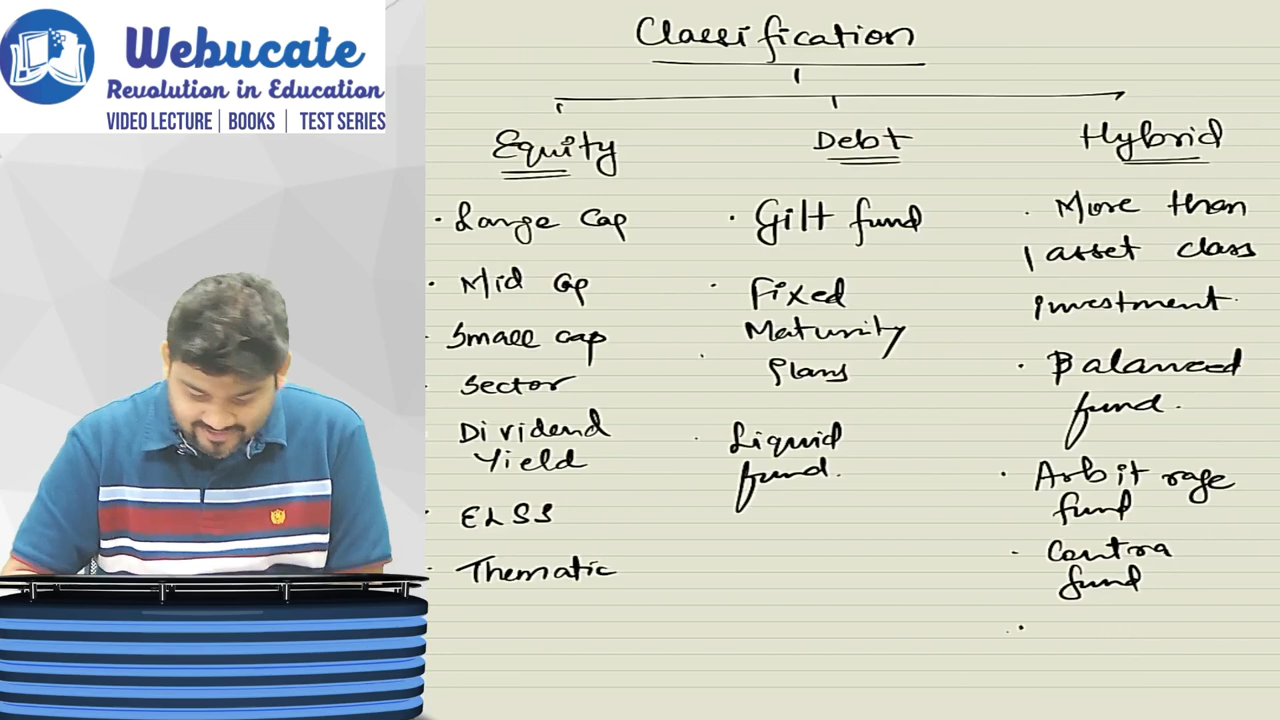 Webucate
Revolution in Education
VIDEO LECTURE | BOOKS | TEST SERIES
Classification
Equity
· Large Cap
· Mid Cap
· Small cap
· Sector
Dividend
Yield
· ELSS
· Thematic
Debt
· Gilt fund
· Fixed
Maturity
· Plans
· Liquid
fund.
Hybrid
· More than
1 asset class
investment.
· Balanced
fund.
· Arbitrage
fund
· Contra
fund